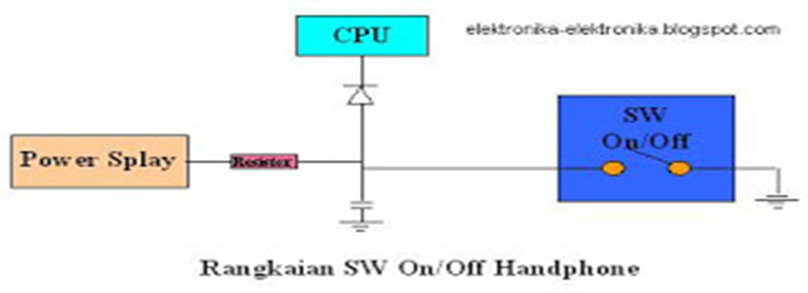 CPU
elektronika-elektronika.blogspot.com
SW
On/Off
Power Splay
Resistor
Rangkaian SW On/Off Handphone